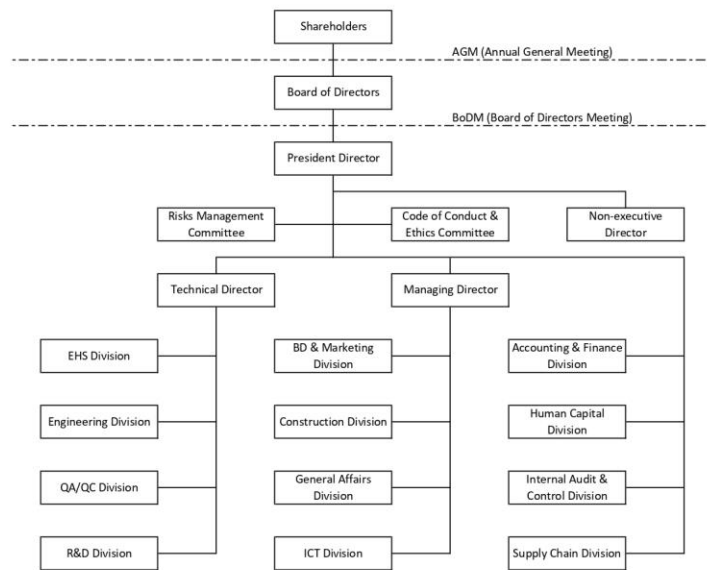 Shareholders
AGM (Annual General Meeting)
Board of Directors
BoDM (Board of Directors Meeting)
President Director
Risks Management
Committee
Code of Conduct &
Ethics Committee
Non-executive
Director
Technical Director
Managing Director
EHS Division
BD & Marketing
Division
Accounting & Finance
Division
Engineering Division
Construction Division
Human Capital
Division
QA/QC Division
General Affairs
Division
Internal Audit &
Control Division
R&D Division
ICT Division
Supply Chain Division